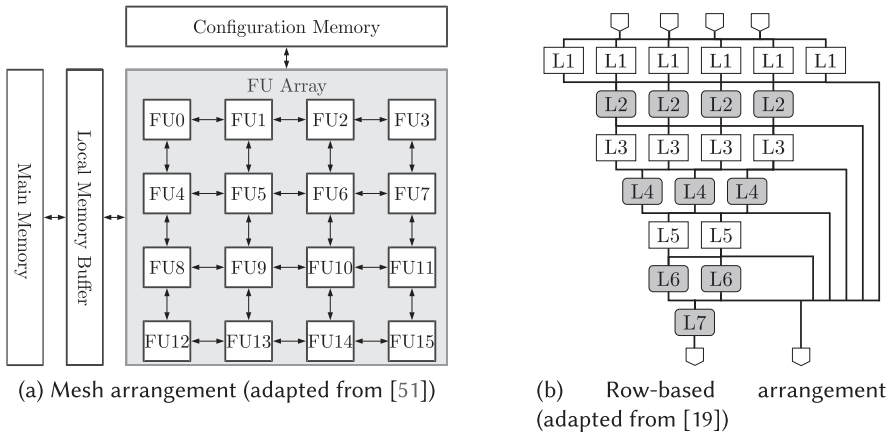 Configuration Memory
Main Memory
Local Memory Buffer
FU Array
FU0 FU1 FU2 FU3
FU4 FU5 FU6 FU7
FU8 FU9 FU10 FU11
FU12 FU13 FU14 FU15
(a) Mesh arrangement (adapted from [51])
L1 L1 L1 L1 L1 L1
L2 L2 L2 L2
L3 L3 L3 L3
L4 L4 L4
L5 L5
L6 L6
L7
(b) Row-based arrangement
(adapted from [19])